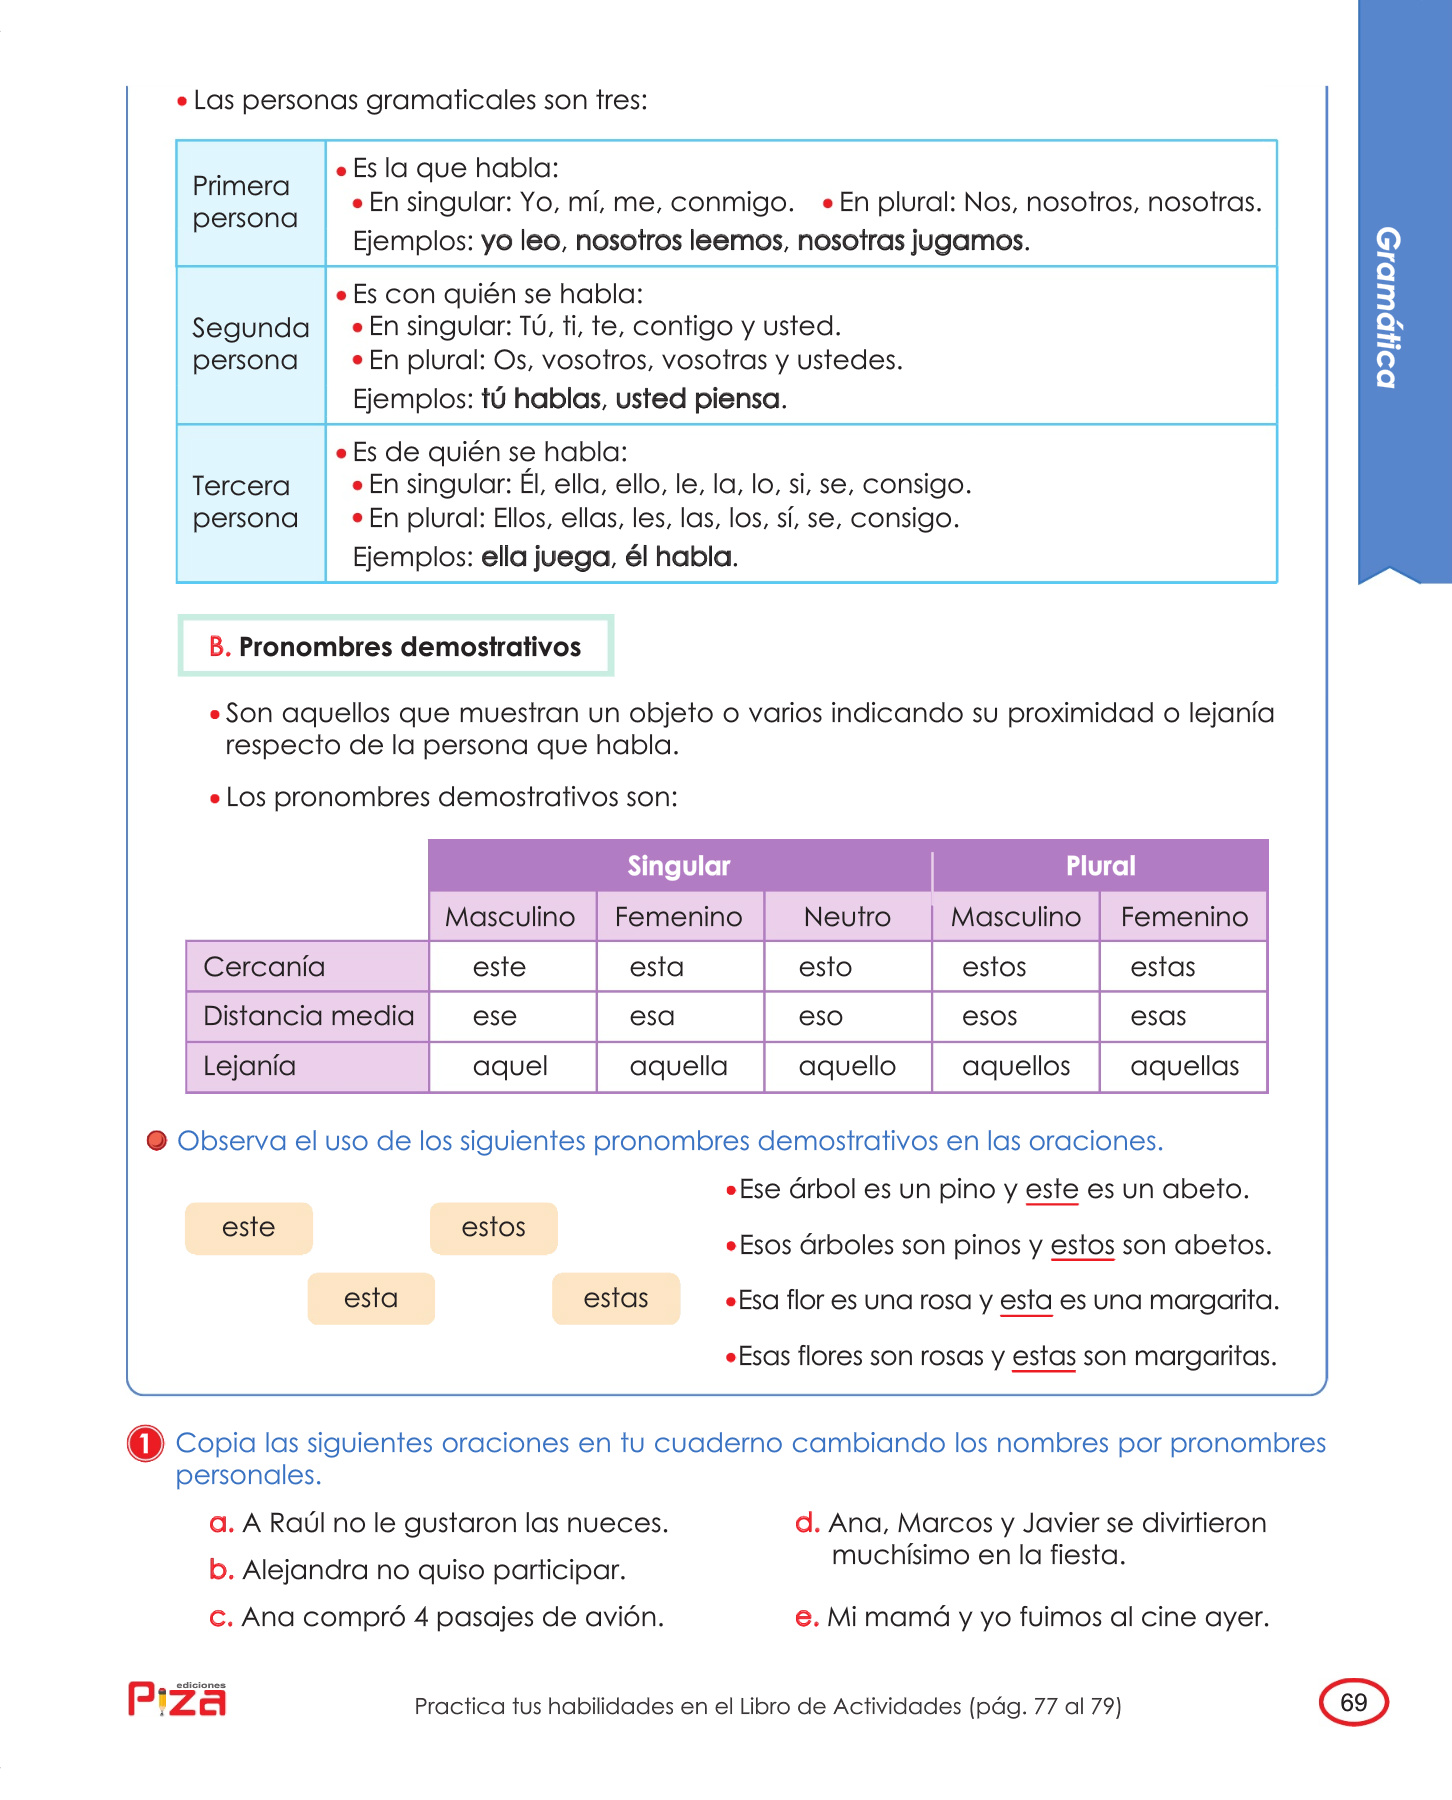 • Las personas gramaticales son tres:
Primera
persona
• Es la que habla:
• En singular: Yo, mí, me, conmigo. • En plural: Nos, nosotros, nosotras.
Ejemplos: yo leo, nosotros leemos, nosotras jugamos.
Segunda
persona
• Es con quién se habla:
• En singular: Tú, ti, te, contigo y usted.
• En plural: Os, vosotros, vosotras y ustedes.
Ejemplos: tú hablas, usted piensa.
Tercera
persona
• Es de quién se habla:
• En singular: Él, ella, ello, le, la, lo, si, se, consigo.
• En plural: Ellos, ellas, les, las, los, sí, se, consigo.
Ejemplos: ella juega, él habla.
Gramática
B. Pronombres demostrativos
• Son aquellos que muestran un objeto o varios indicando su proximidad o lejanía
respecto de la persona que habla.
• Los pronombres demostrativos son:
Singular Plural
Masculino Femenino Neutro Masculino Femenino
Cercanía este esta esto estos estas
Distancia media ese esa eso esos esas
Lejanía aquel aquella aquello aquellos aquellas
Observa el uso de los siguientes pronombres demostrativos en las oraciones.
este estos
esta estas
• Ese árbol es un pino y este es un abeto.
• Esos árboles son pinos y estos son abetos.
• Esa flor es una rosa y esta es una margarita.
• Esas flores son rosas y estas son margaritas.
1 Copia las siguientes oraciones en tu cuaderno cambiando los nombres por pronombres
personales.
a. A Raúl no le gustaron las nueces.
b. Alejandra no quiso participar.
c. Ana compró 4 pasajes de avión.
d. Ana, Marcos y Javier se divirtieron
muchísimo en la fiesta.
e. Mi mamá y yo fuimos al cine ayer.
ediciones
Piza
Practica tus habilidades en el Libro de Actividades (pág. 77 al 79)
69